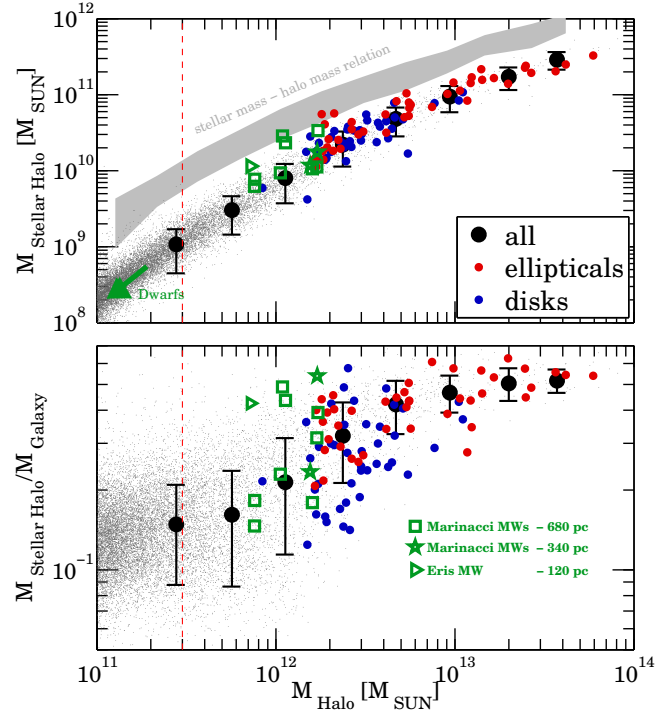 10^12
10^11
10^10
10^9
10^8
M_Stellar Halo [M_SUN]
stellar mass – halo mass relation
all
ellipticals
disks
Dwarfs
M_Stellar Halo/M_Galaxy
10^-1
Marinacci MWs – 680 pc
Marinacci MWs – 340 pc
Eris MW – 120 pc
10^11
10^12
10^13
10^14
M_Halo [M_SUN]